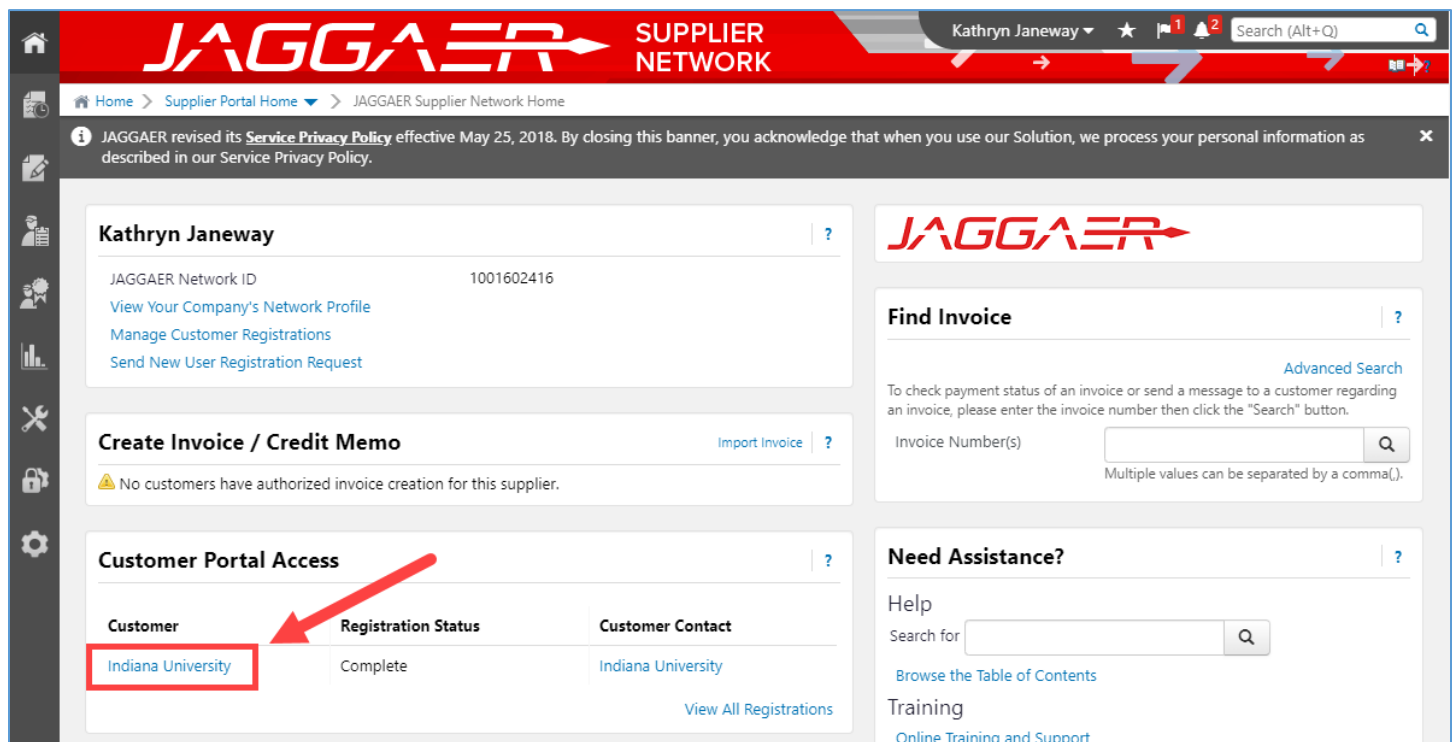 JAGGAER
SUPPLIER
NETWORK
Kathryn Janeway
1
2
Search (Alt+Q)
?
Home > Supplier Portal Home > JAGGAER Supplier Network Home
JAGGAER revised its Service Privacy Policy effective May 25, 2018. By closing this banner, you acknowledge that when you use our Solution, we process your personal information as
described in our Service Privacy Policy.
Kathryn Janeway ?
JAGGAER Network ID 1001602416
View Your Company's Network Profile
Manage Customer Registrations
Send New User Registration Request
Create Invoice / Credit Memo Import Invoice ?
No customers have authorized invoice creation for this supplier.
Customer Portal Access ?
Customer Registration Status Customer Contact
Indiana University Complete Indiana University
View All Registrations
JAGGAER
Find Invoice ?
Advanced Search
To check payment status of an invoice or send a message to a customer regarding
an invoice, please enter the invoice number then click the "Search" button.
Invoice Number(s)
Multiple values can be separated by a comma(,).
Need Assistance? ?
Help
Search for
Browse the Table of Contents
Training
Online Training and Support